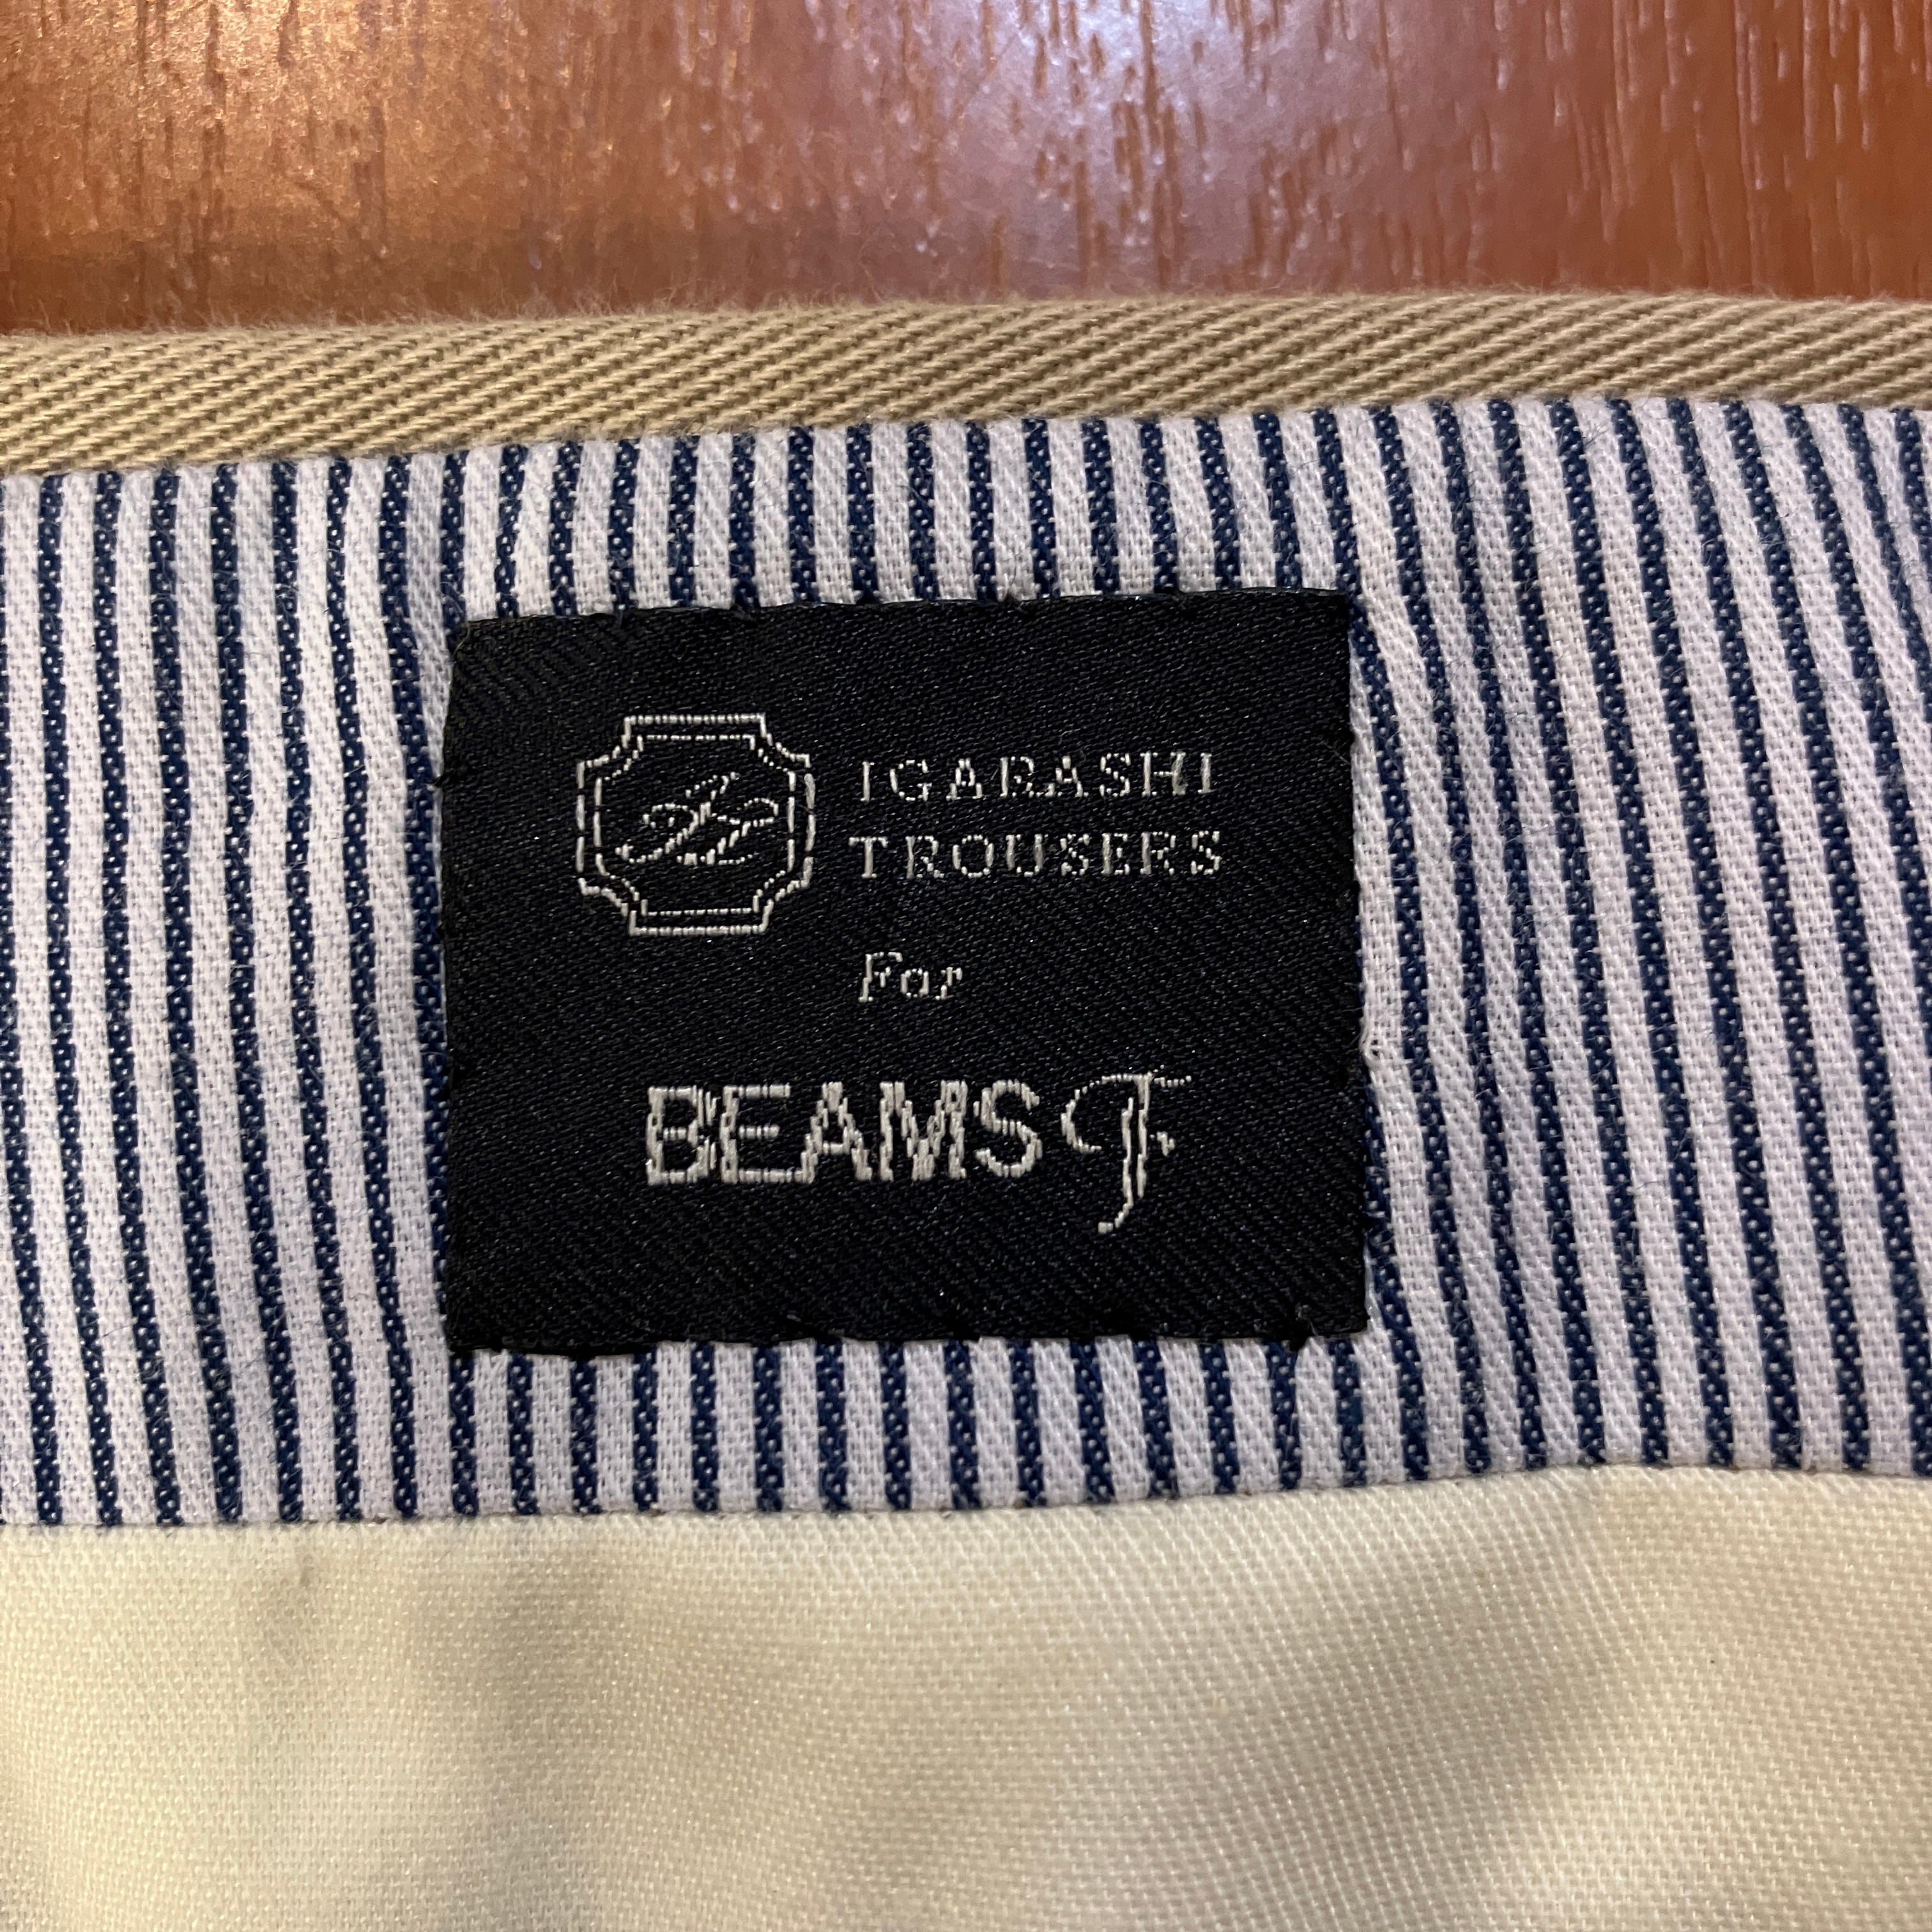 IGARASHI
TROUSERS
For
BEAMS F